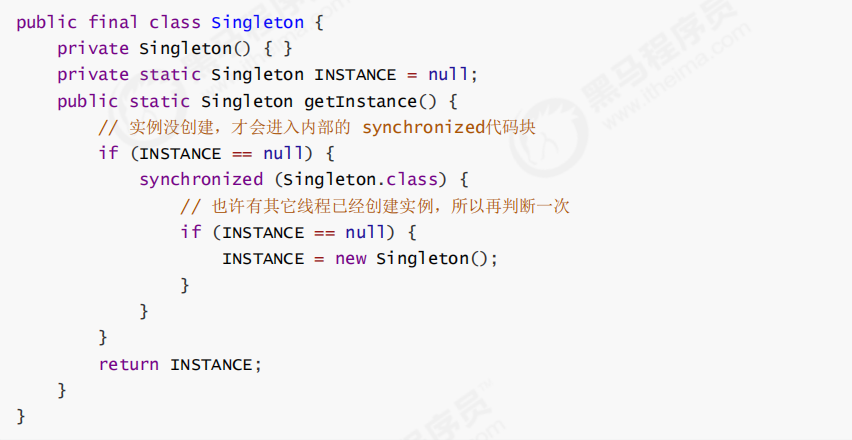 public final class Singleton {
    private Singleton() { }
    private static Singleton INSTANCE = null;
    public static Singleton getInstance() {
        // 实例没创建，才会进入内部的 synchronized代码块
        if (INSTANCE == null) {
            synchronized (Singleton.class) {
                // 也许有其它线程已经创建实例，所以再判断一次
                if (INSTANCE == null) {
                    INSTANCE = new Singleton();
                }
            }
        }
        return INSTANCE;
    }
}
黑马程序员
www.itheima.com